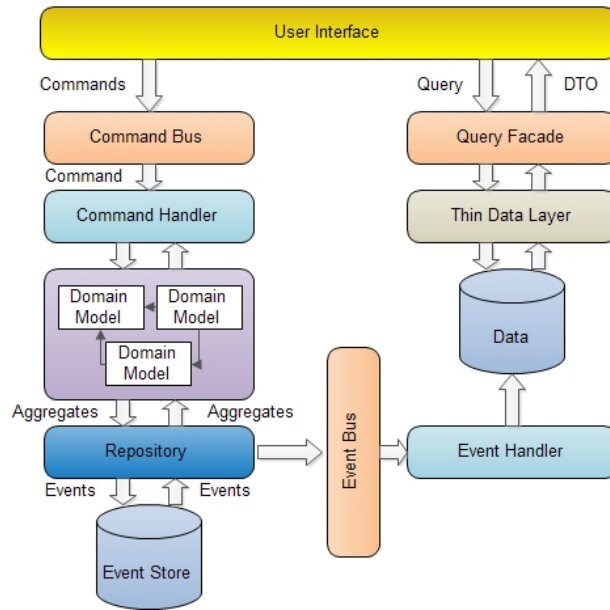 User Interface
Commands
Query
DTO
Command Bus
Query Facade
Command
Command Handler
Thin Data Layer
Domain
Model
Domain
Model
Domain
Model
Data
Aggregates
Aggregates
Repository
Event Bus
Event Handler
Events
Events
Event Store